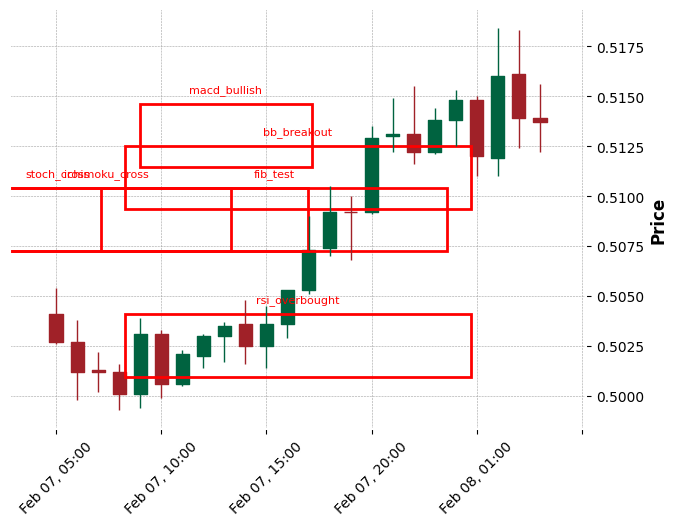 macd_bullish
bb_breakout
stoch_cross
ichimoku_cross
fib_test
rsi_overbought
0.5175
0.5150
0.5125
0.5100
0.5075
0.5050
0.5025
0.5000
Price
Feb 07, 05:00
Feb 07, 10:00
Feb 07, 15:00
Feb 07, 20:00
Feb 08, 01:00